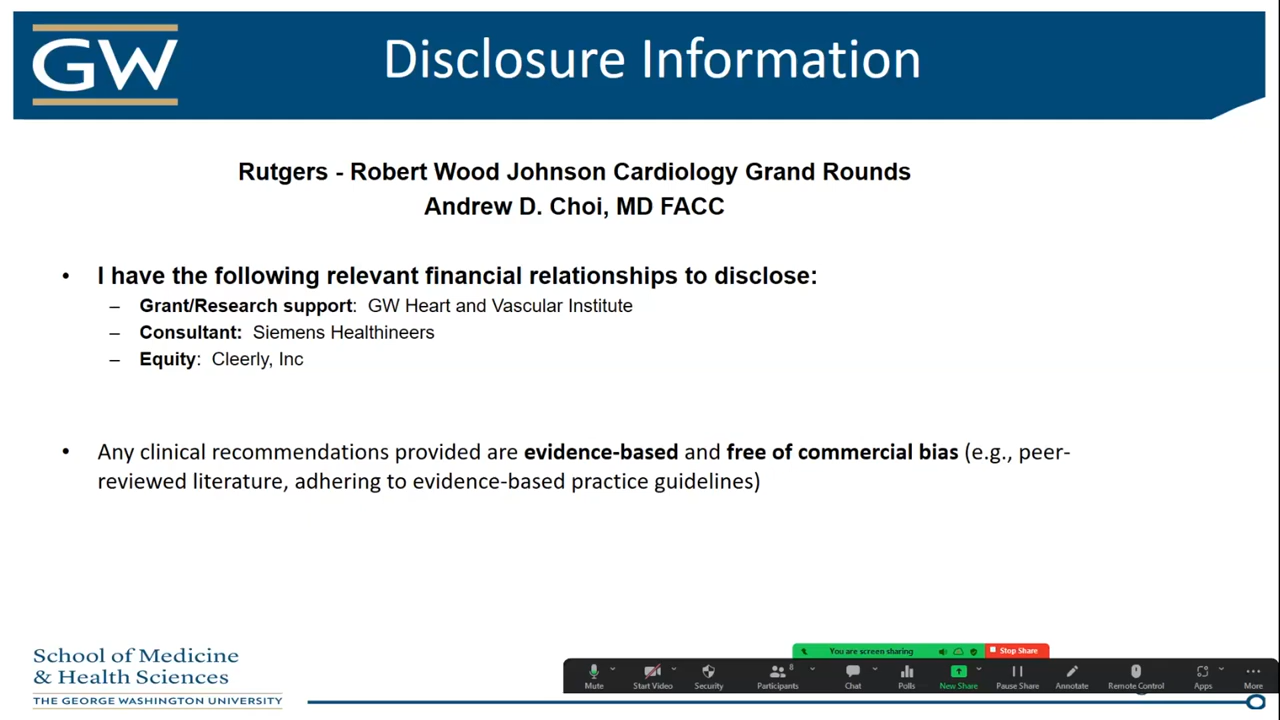 GW
Disclosure Information
Rutgers - Robert Wood Johnson Cardiology Grand Rounds
Andrew D. Choi, MD FACC
• I have the following relevant financial relationships to disclose:
– Grant/Research support: GW Heart and Vascular Institute
– Consultant: Siemens Healthineers
– Equity: Cleerly, Inc
• Any clinical recommendations provided are evidence-based and free of commercial bias (e.g., peer-
reviewed literature, adhering to evidence-based practice guidelines)
School of Medicine
& Health Sciences
THE GEORGE WASHINGTON UNIVERSITY
You are screen sharing
Stop Share
8
Mute
Start Video
Security
Participants
Chat
Polls
New Share
Pause Share
Annotate
Remote Control
Apps
More